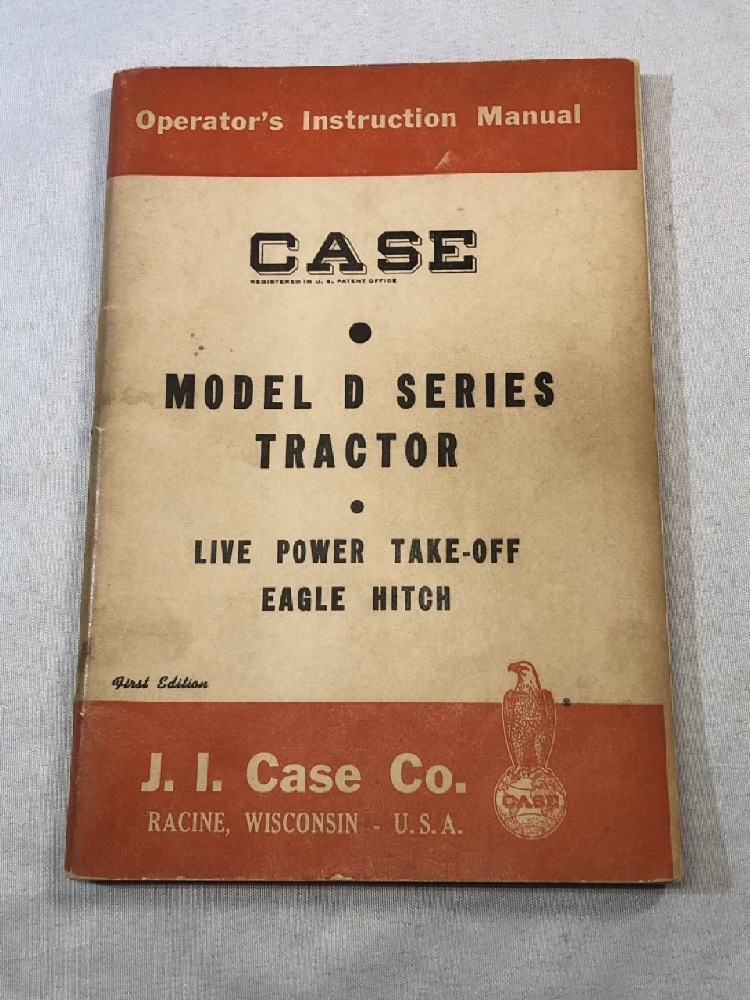 Operator's Instruction Manual
CASE
REGISTERED IN U. S. PATENT OFFICE
MODEL D SERIES
TRACTOR
LIVE POWER TAKE-OFF
EAGLE HITCH
First Edition
®
CASE
J. I. Case Co.
RACINE, WISCONSIN - U.S.A.